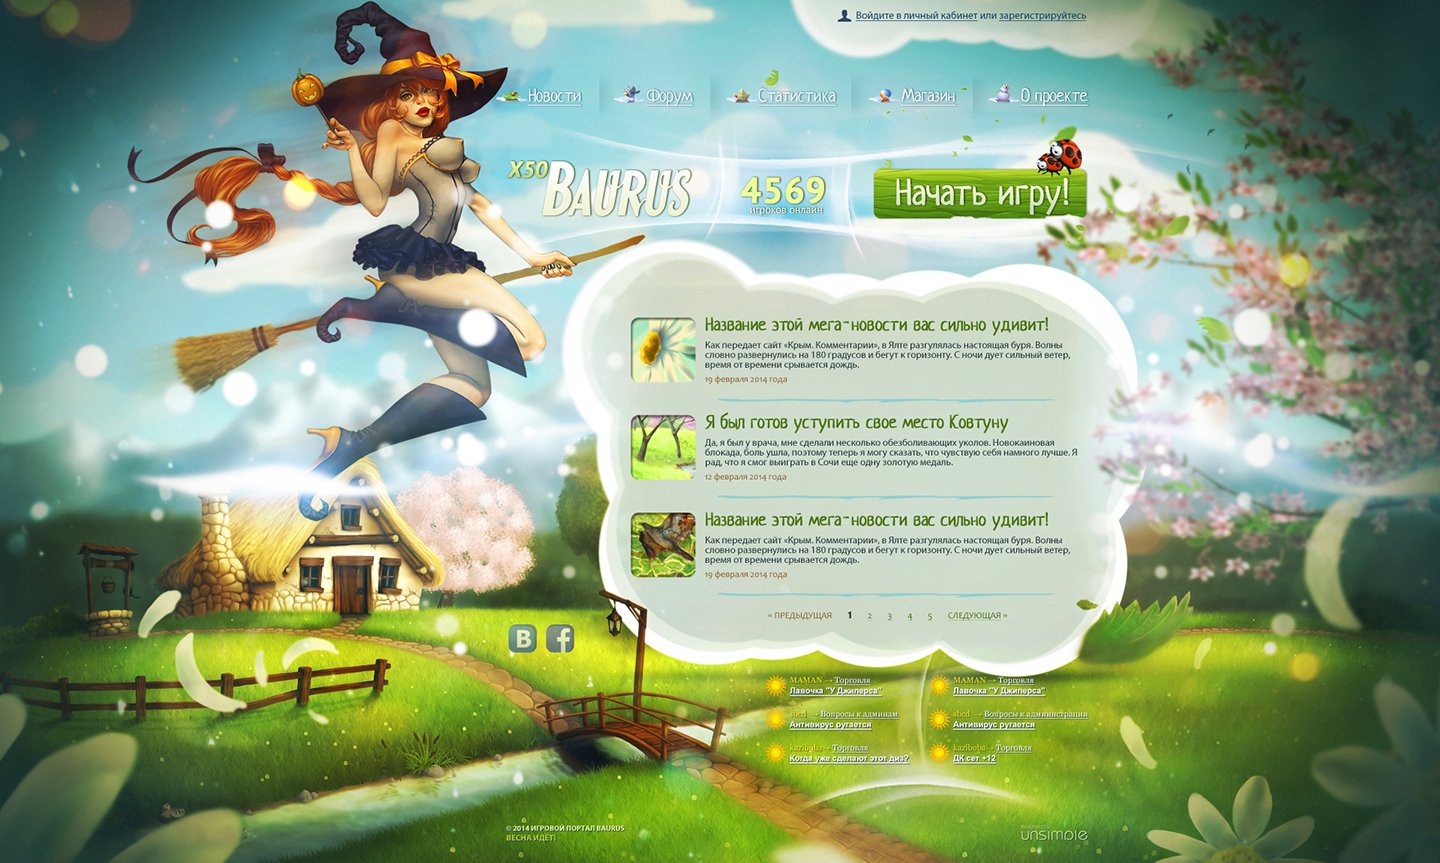 Войдите в личный кабинет или зарегистрируйтесь
Новости
Форум
Статистика
Магазин
О проекте
X50
BAURUS
4569
игроков онлайн
Начать игру!
Название этой мега-новости вас сильно удивит!
Как передает сайт «Крым. Комментарии», в Ялте разгулялась настоящая буря. Волны
словно развернулись на 180 градусов и бегут к горизонту. С ночи дует сильный ветер,
время от времени срывается дождь.
19 февраля 2014 года
Я был готов уступить свое место Ковтуну
Да, я был у врача, мне сделали несколько обезболивающих уколов. Новокаиновая
блокада, боль ушла, поэтому теперь я могу сказать, что чувствую себя намного лучше. Я
рад, что я смог выиграть в Сочи еще одну золотую медаль.
12 февраля 2014 года
Название этой мега-новости вас сильно удивит!
Как передает сайт «Крым. Комментарии», в Ялте разгулялась настоящая буря. Волны
словно развернулись на 180 градусов и бегут к горизонту. С ночи дует сильный ветер,
время от времени срывается дождь.
19 февраля 2014 года
« ПРЕДЫДУЩАЯ 1 2 3 4 5 СЛЕДУЮЩАЯ »
B f
MAMAN → Торговля
Лавочка "У Джиперса"
→ Вопросы к админам
Антивирус ругается
kaziboba → Торговля
Когда уже сделают этот диз?
MAMAN → Торговля
Лавочка "У Джиперса"
→ Вопросы к администрации
Антивирус ругается
kaziboba → Торговля
ДК сет +12
© 2014 ИГРОВОЙ ПОРТАЛ BAURUS
ВЕСНА ИДЁТ!
unsimple